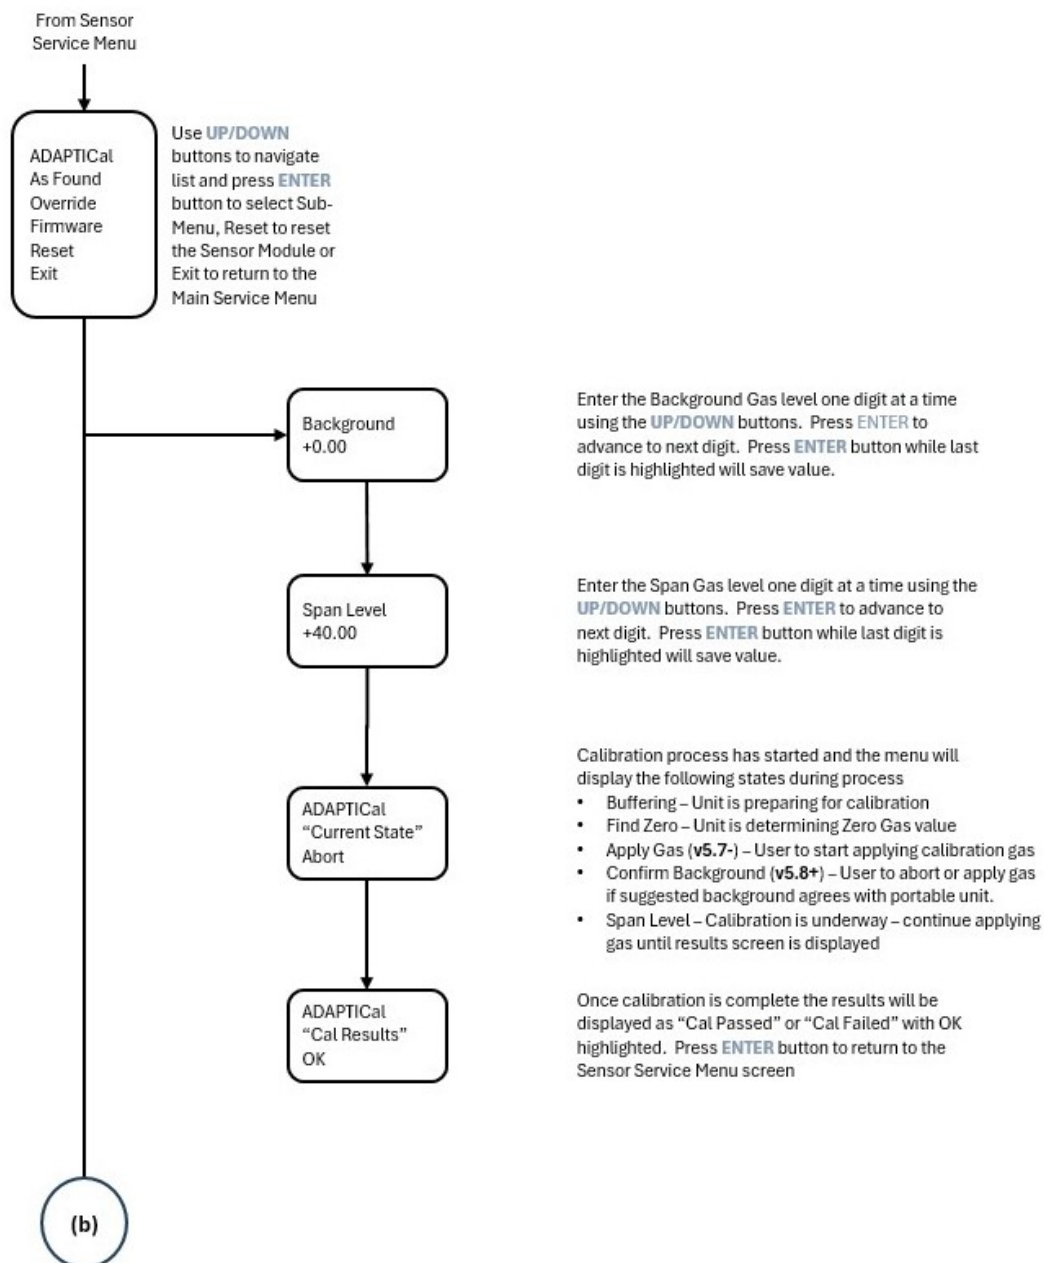 From Sensor
Service Menu
ADAPTICal
As Found
Override
Firmware
Reset
Exit
Use UP/DOWN
buttons to navigate
list and press ENTER
button to select Sub-
Menu, Reset to reset
the Sensor Module or
Exit to return to the
Main Service Menu
Background
+0.00
Enter the Background Gas level one digit at a time
using the UP/DOWN buttons.  Press ENTER to
advance to next digit.  Press ENTER button while last
digit is highlighted will save value.
Span Level
+40.00
Enter the Span Gas level one digit at a time using the
UP/DOWN buttons.  Press ENTER to advance to
next digit.  Press ENTER button while last digit is
highlighted will save value.
ADAPTICal
“Current State”
Abort
Calibration process has started and the menu will
display the following states during process
• Buffering – Unit is preparing for calibration
• Find Zero – Unit is determining Zero Gas value
• Apply Gas (v5.7-) – User to start applying calibration gas
• Confirm Background (v5.8+) – User to abort or apply gas
if suggested background agrees with portable unit.
• Span Level – Calibration is underway – continue applying
gas until results screen is displayed
ADAPTICal
“Cal Results”
OK
Once calibration is complete the results will be
displayed as “Cal Passed” or “Cal Failed” with OK
highlighted.  Press ENTER button to return to the
Sensor Service Menu screen
(b)